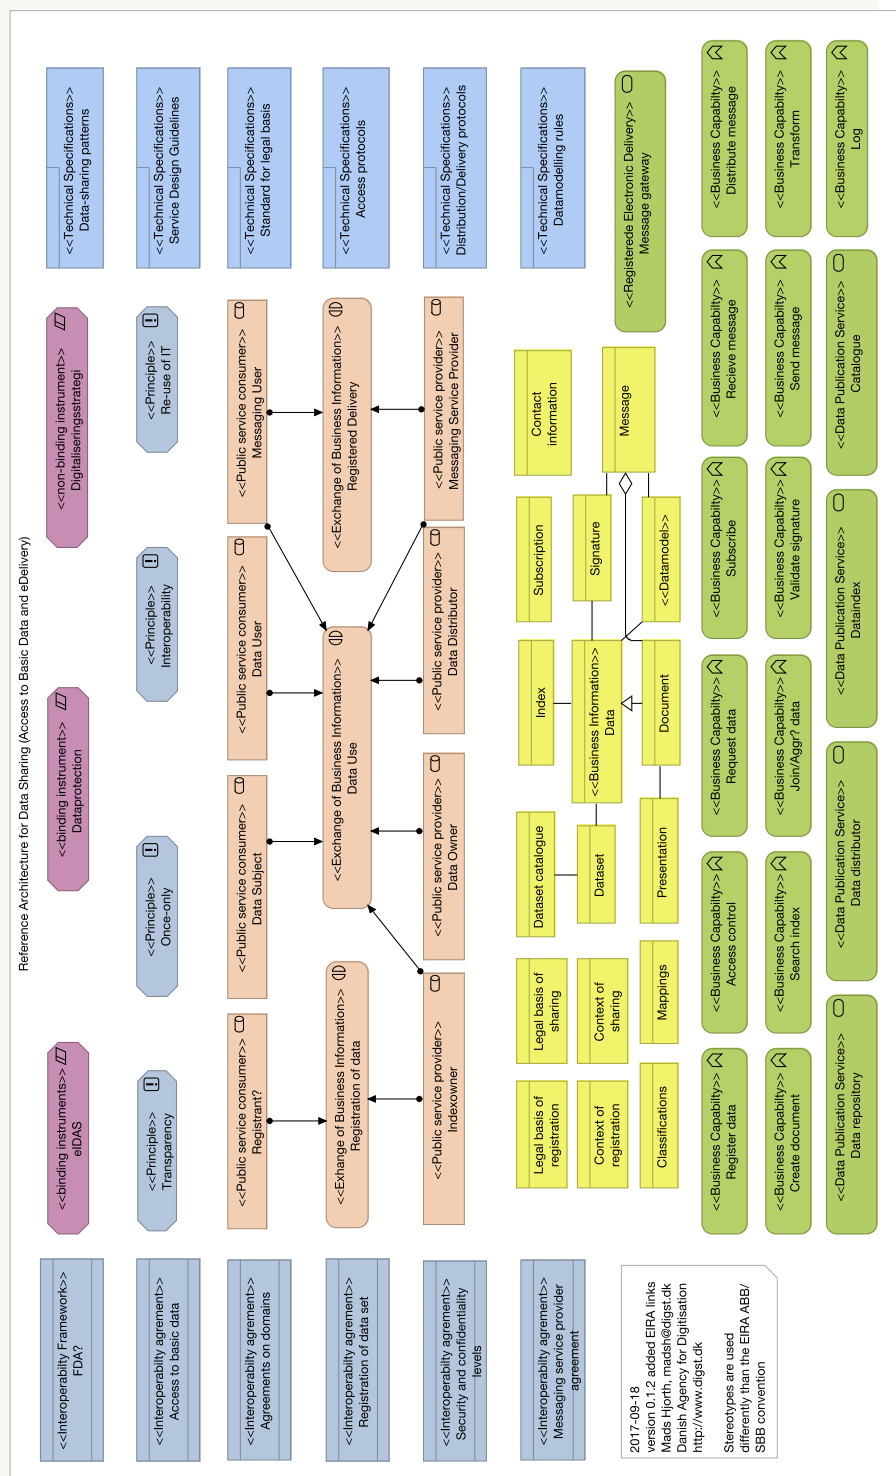 Reference Architecture for Data Sharing (Access to Basic Data and eDelivery)
<<Interoperabilty Framework>>
FDA?
<<binding instruments>>
eIDAS
<<binding instrument>>
Dataprotection
<<non-binding instrument>>
Digitaliseringsstrategi
<<Technical Specifications>>
Data-sharing patterns
<<Interoperabilty agrement>>
Access to basic data
<<Principle>>
Transparency
<<Principle>>
Once-only
<<Principle>>
Interoperability
<<Principle>>
Re-use of IT
<<Technical Specifications>>
Service Design Guidelines
<<Interoperabilty agrement>>
Agreements on domains
<<Public service consumer>>
Registrant?
<<Public service consumer>>
Data Subject
<<Public service consumer>>
Data User
<<Public service consumer>>
Messaging User
<<Technical Specifications>>
Standard for legal basis
<<Interoperabilty agrement>>
Registration of data set
<<Exhange of Business Information>>
Registration of data
<<Exchange of Business Information>>
Data Use
<<Exchange of Business Information>>
Registered Delivery
<<Technical Specifications>>
Access protocols
<<Interoperabilty agrement>>
Security and confidentiality
levels
<<Public service provider>>
Indexowner
<<Public service provider>>
Data Owner
<<Public service provider>>
Data Distributor
<<Public service provider>>
Messaging Service Provider
<<Technical Specifications>>
Distribution/Delivery protocols
<<Interoperabilty agrement>>
Messaging service provider
agreement
Legal basis of
registration
Legal basis of
sharing
Dataset catalogue
Index
Subscription
Contact
information
<<Technical Specifications>>
Datamodelling rules
Context of
registration
Context of
sharing
Dataset
<<Business Information>>
Data
Signature
Message
<<Registerede Electronic Delivery>>
Message gateway
Classifications
Mappings
Presentation
Document
<<Datamodel>>
2017-09-18
version 0.1.2 added EIRA links
Mads Hjorth, madsh@digst.dk
Danish Agency for Digitisation
http://www.digst.dk
Stereotypes are used
differently than the EIRA ABB/
SBB convention
<<Business Capabilty>>
Register data
<<Business Capabilty>>
Access control
<<Business Capabilty>>
Request data
<<Business Capabilty>>
Subscribe
<<Business Capabilty>>
Recieve message
<<Business Capabilty>>
Distribute message
<<Business Capabilty>>
Create document
<<Business Capabilty>>
Search index
<<Business Capabilty>>
Join/Aggr? data
<<Business Capabilty>>
Validate signature
<<Business Capabilty>>
Send message
<<Business Capabilty>>
Transform
<<Data Publication Service>>
Data repository
<<Data Publication Service>>
Data distributor
<<Data Publication Service>>
Dataindex
<<Data Publication Service>>
Catalogue
<<Business Capabilty>>
Log